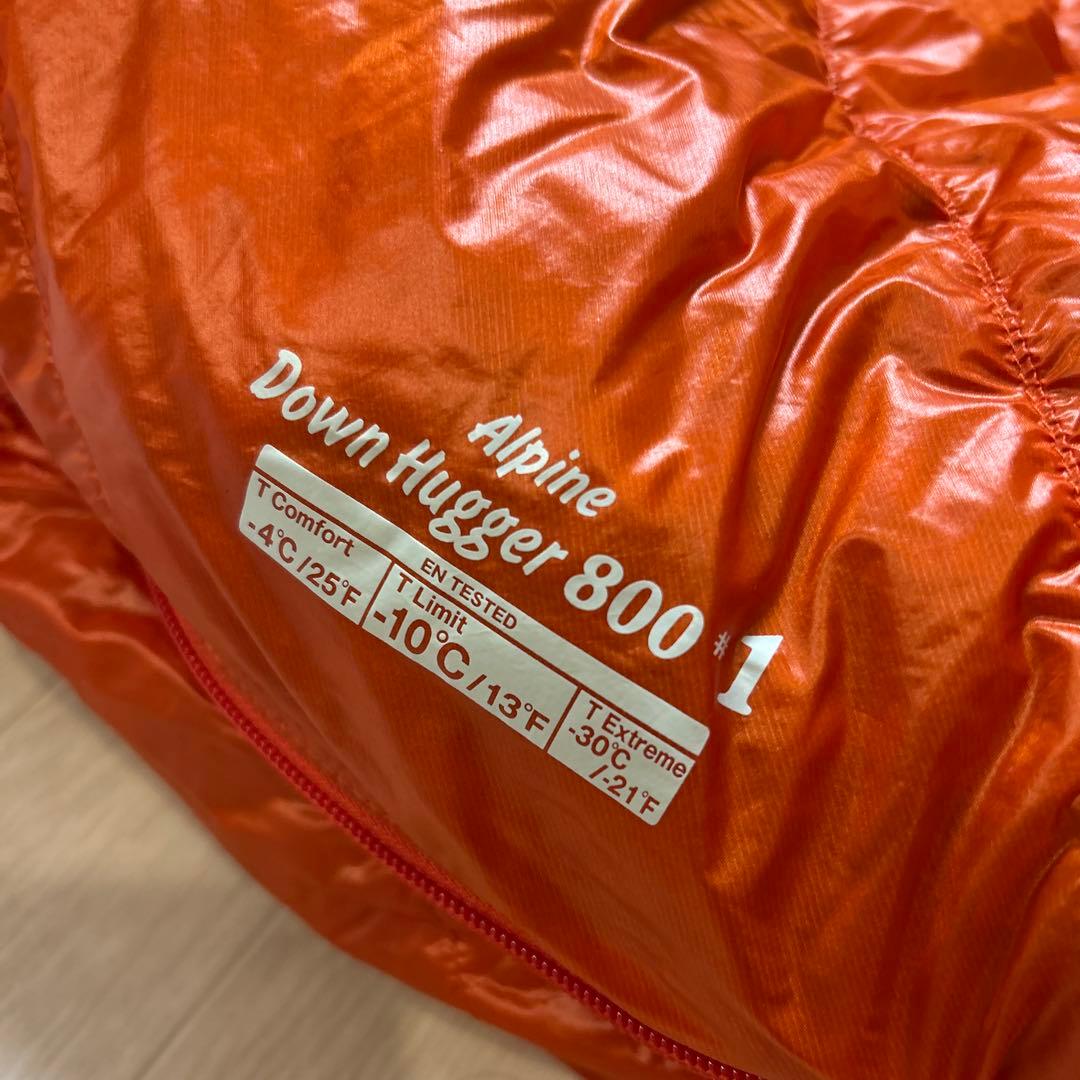 Alpine
Down Hugger 800 #1
EN TESTED
T Comfort
-4℃/25℉
T Limit
-10℃/13℉
T Extreme
-30℃
/-21℉